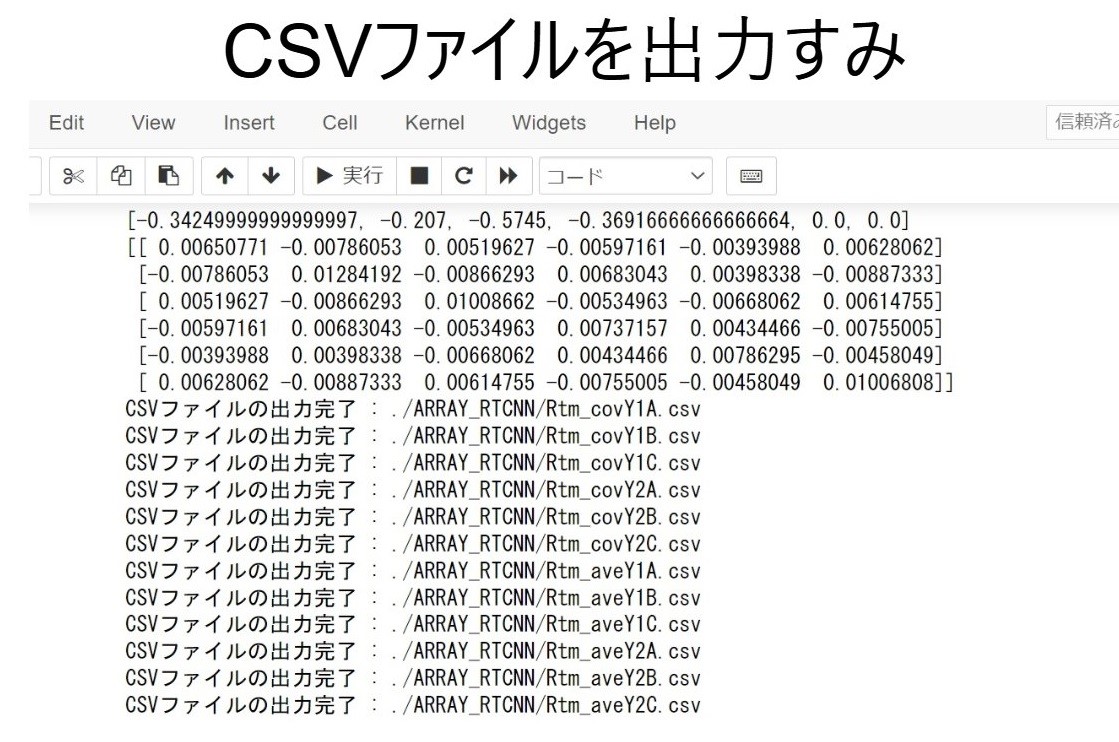 CSVファイルを出力すみ
Edit View Insert Cell Kernel Widgets Help 信頼済み
実行 コード
[-0.34249999999999997, -0.207, -0.5745, -0.36916666666666664, 0.0, 0.0]
[[ 0.00650771 -0.00786053 0.00519627 -0.00597161 -0.00393988 0.00628062]
[-0.00786053 0.01284192 -0.00866293 0.00683043 0.00398338 -0.00887333]
[ 0.00519627 -0.00866293 0.01008662 -0.00534963 -0.00668062 0.00614755]
[-0.00597161 0.00683043 -0.00534963 0.00737157 0.00434466 -0.00755005]
[-0.00393988 0.00398338 -0.00668062 0.00434466 0.00786295 -0.00458049]
[ 0.00628062 -0.00887333 0.00614755 -0.00755005 -0.00458049 0.01006808]]
CSVファイルの出力完了 : ./ARRAY_RTCNN/Rtm_covY1A.csv
CSVファイルの出力完了 : ./ARRAY_RTCNN/Rtm_covY1B.csv
CSVファイルの出力完了 : ./ARRAY_RTCNN/Rtm_covY1C.csv
CSVファイルの出力完了 : ./ARRAY_RTCNN/Rtm_covY2A.csv
CSVファイルの出力完了 : ./ARRAY_RTCNN/Rtm_covY2B.csv
CSVファイルの出力完了 : ./ARRAY_RTCNN/Rtm_covY2C.csv
CSVファイルの出力完了 : ./ARRAY_RTCNN/Rtm_aveY1A.csv
CSVファイルの出力完了 : ./ARRAY_RTCNN/Rtm_aveY1B.csv
CSVファイルの出力完了 : ./ARRAY_RTCNN/Rtm_aveY1C.csv
CSVファイルの出力完了 : ./ARRAY_RTCNN/Rtm_aveY2A.csv
CSVファイルの出力完了 : ./ARRAY_RTCNN/Rtm_aveY2B.csv
CSVファイルの出力完了 : ./ARRAY_RTCNN/Rtm_aveY2C.csv